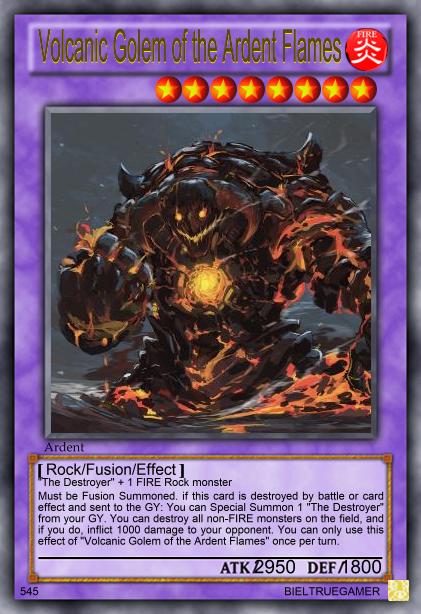 Volcanic Golem of the Ardent Flames
FIRE
炎
Ardent
[ Rock/Fusion/Effect ]
"The Destroyer" + 1 FIRE Rock monster
Must be Fusion Summoned. if this card is destroyed by battle or card
effect and sent to the GY: You can Special Summon 1 "The Destroyer"
from your GY. You can destroy all non-FIRE monsters on the field, and
if you do, inflict 1000 damage to your opponent. You can only use this
effect of "Volcanic Golem of the Ardent Flames" once per turn.
ATK/2950 DEF/1800
545 BIELTRUEGAMER